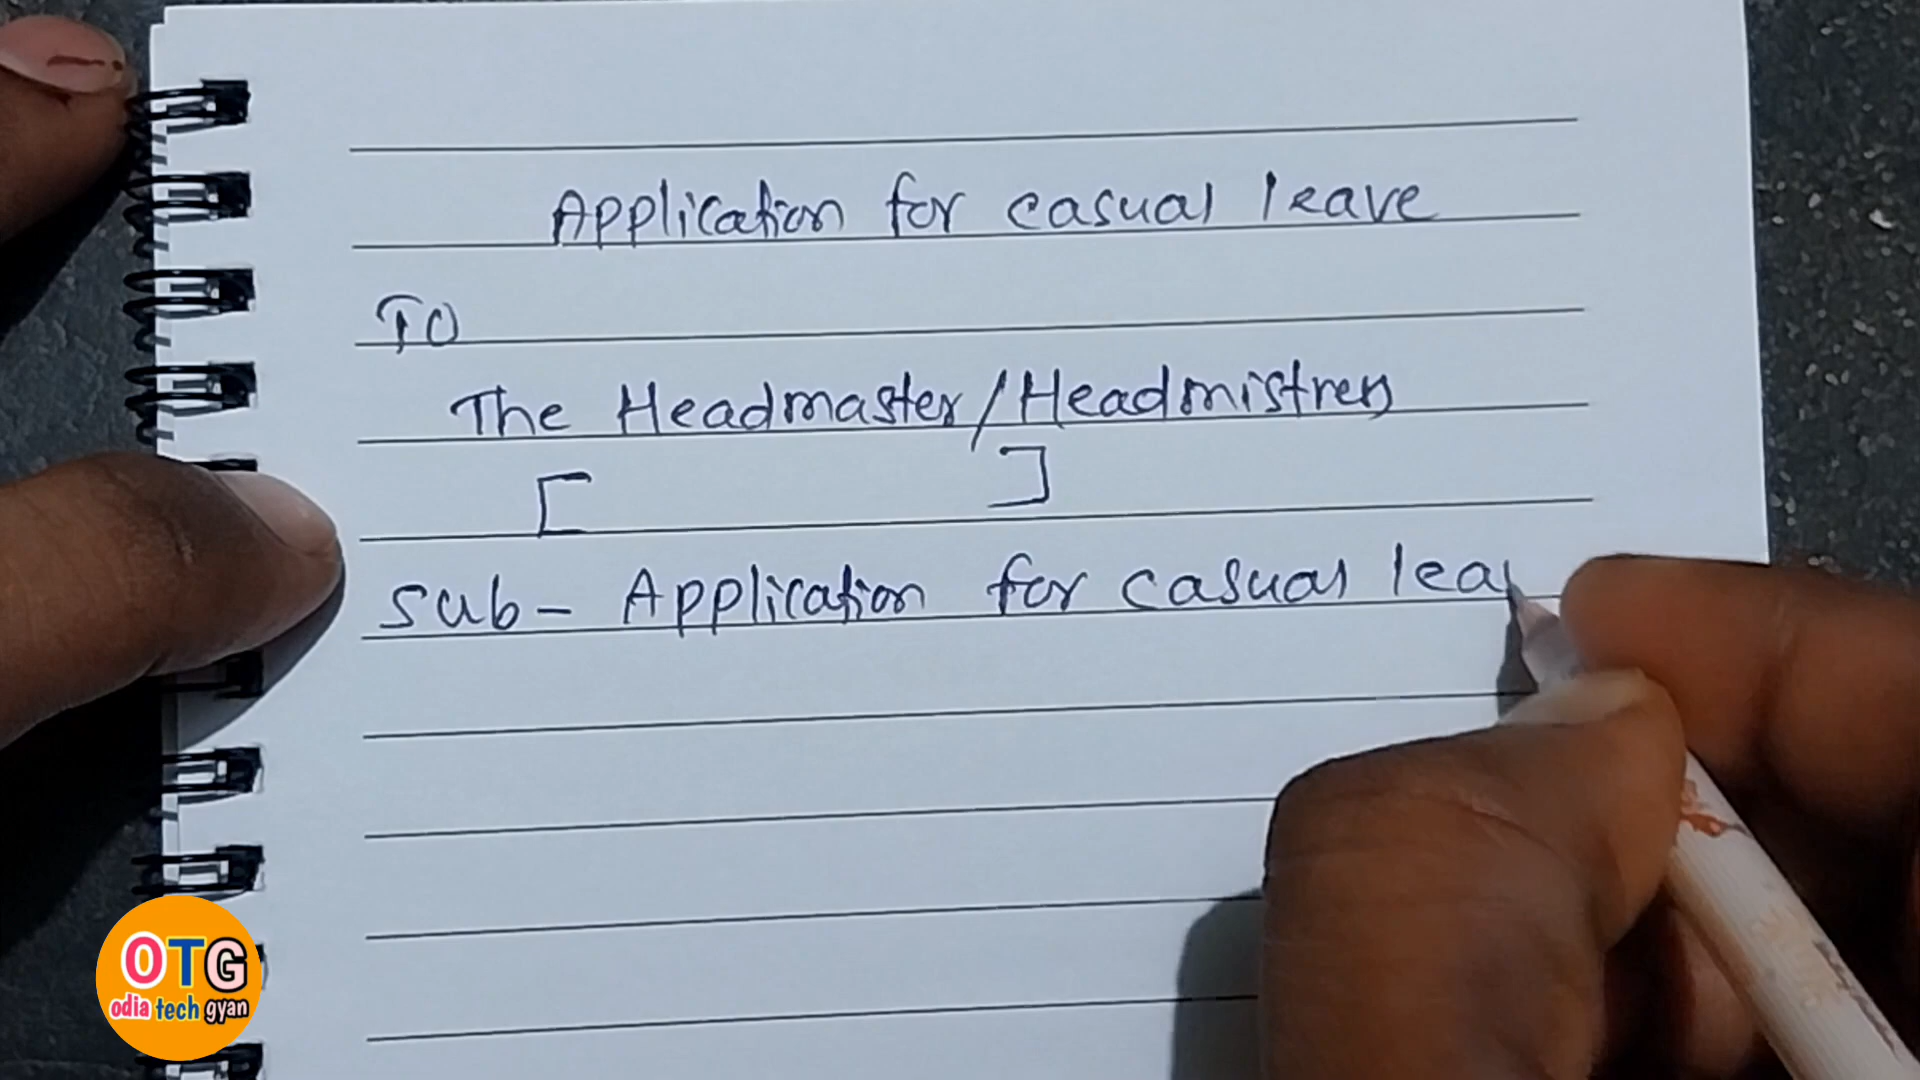 Application for casual leave
To
The Headmaster/Headmistress
[ ]
Sub- Application for casual lea
OTG
odia tech gyan